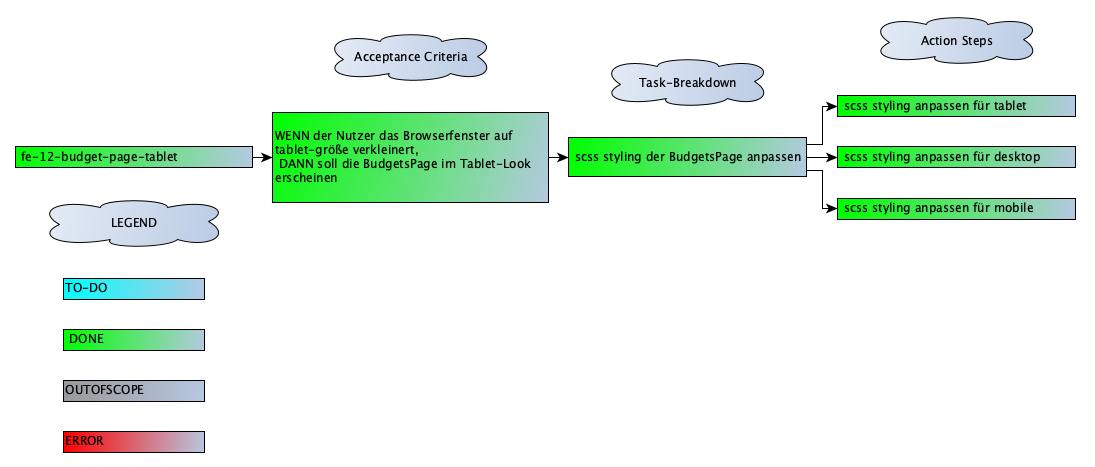 Action Steps
Acceptance Criteria
Task-Breakdown
fe-12-budget-page-tablet
WENN der Nutzer das Browserfenster auf
tablet-größe verkleinert,
DANN soll die BudgetsPage im Tablet-Look
erscheinen
scss styling der BudgetsPage anpassen
scss styling anpassen für tablet
scss styling anpassen für desktop
scss styling anpassen für mobile
LEGEND
TO-DO
DONE
OUTOFSCOPE
ERROR